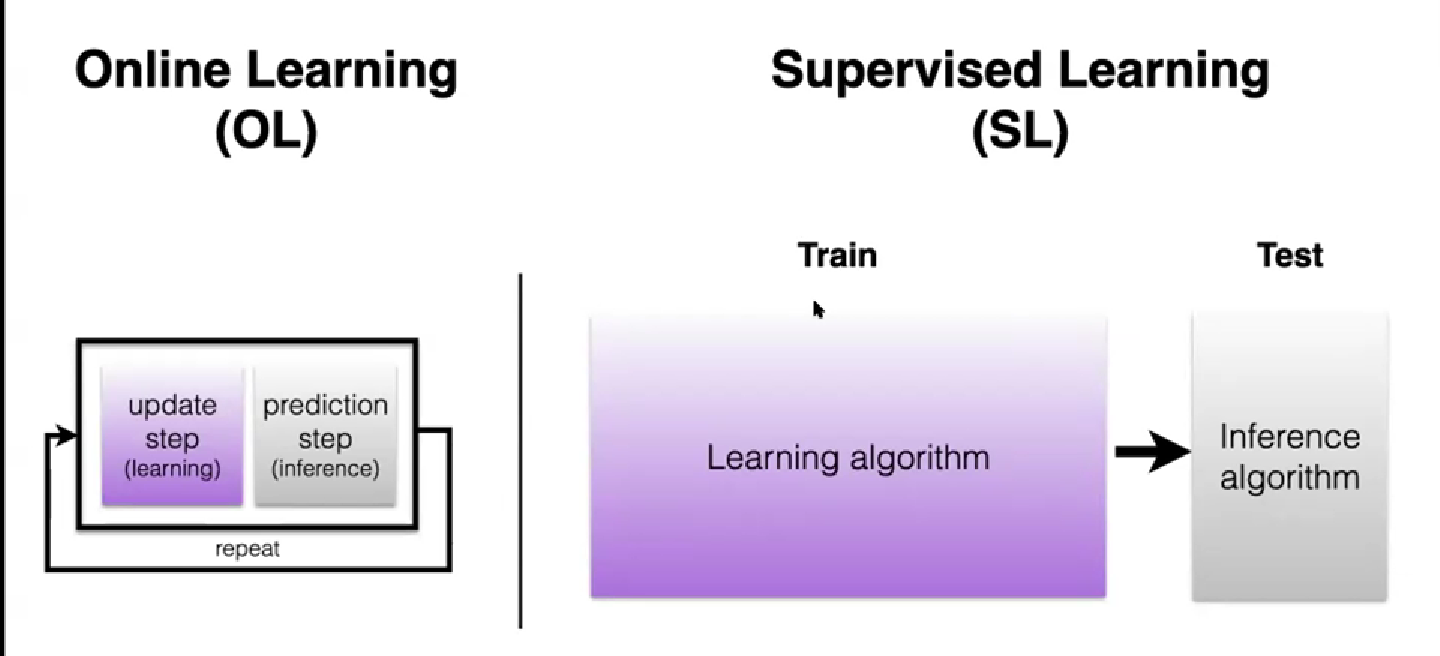 Online Learning
(OL)
update
step
(learning)
prediction
step
(inference)
repeat
Supervised Learning
(SL)
Train
Learning algorithm
Test
Inference
algorithm